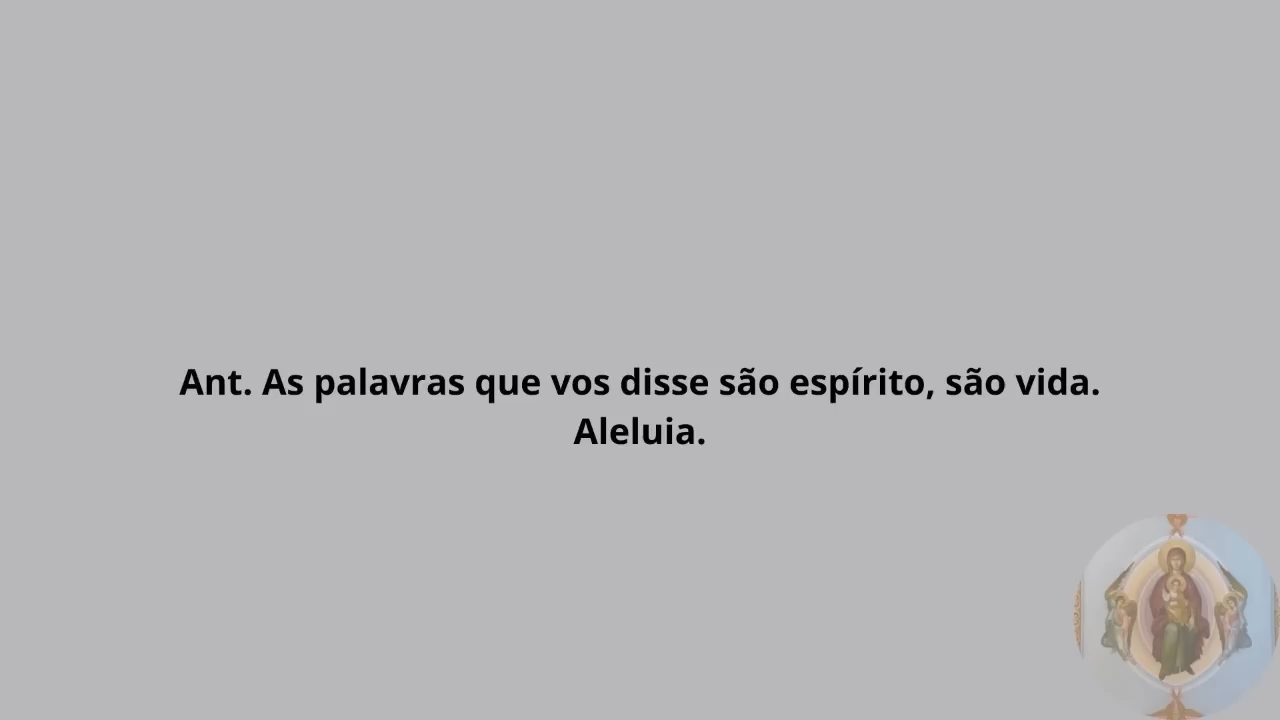 Ant. As palavras que vos disse são espírito, são vida.
Aleluia.